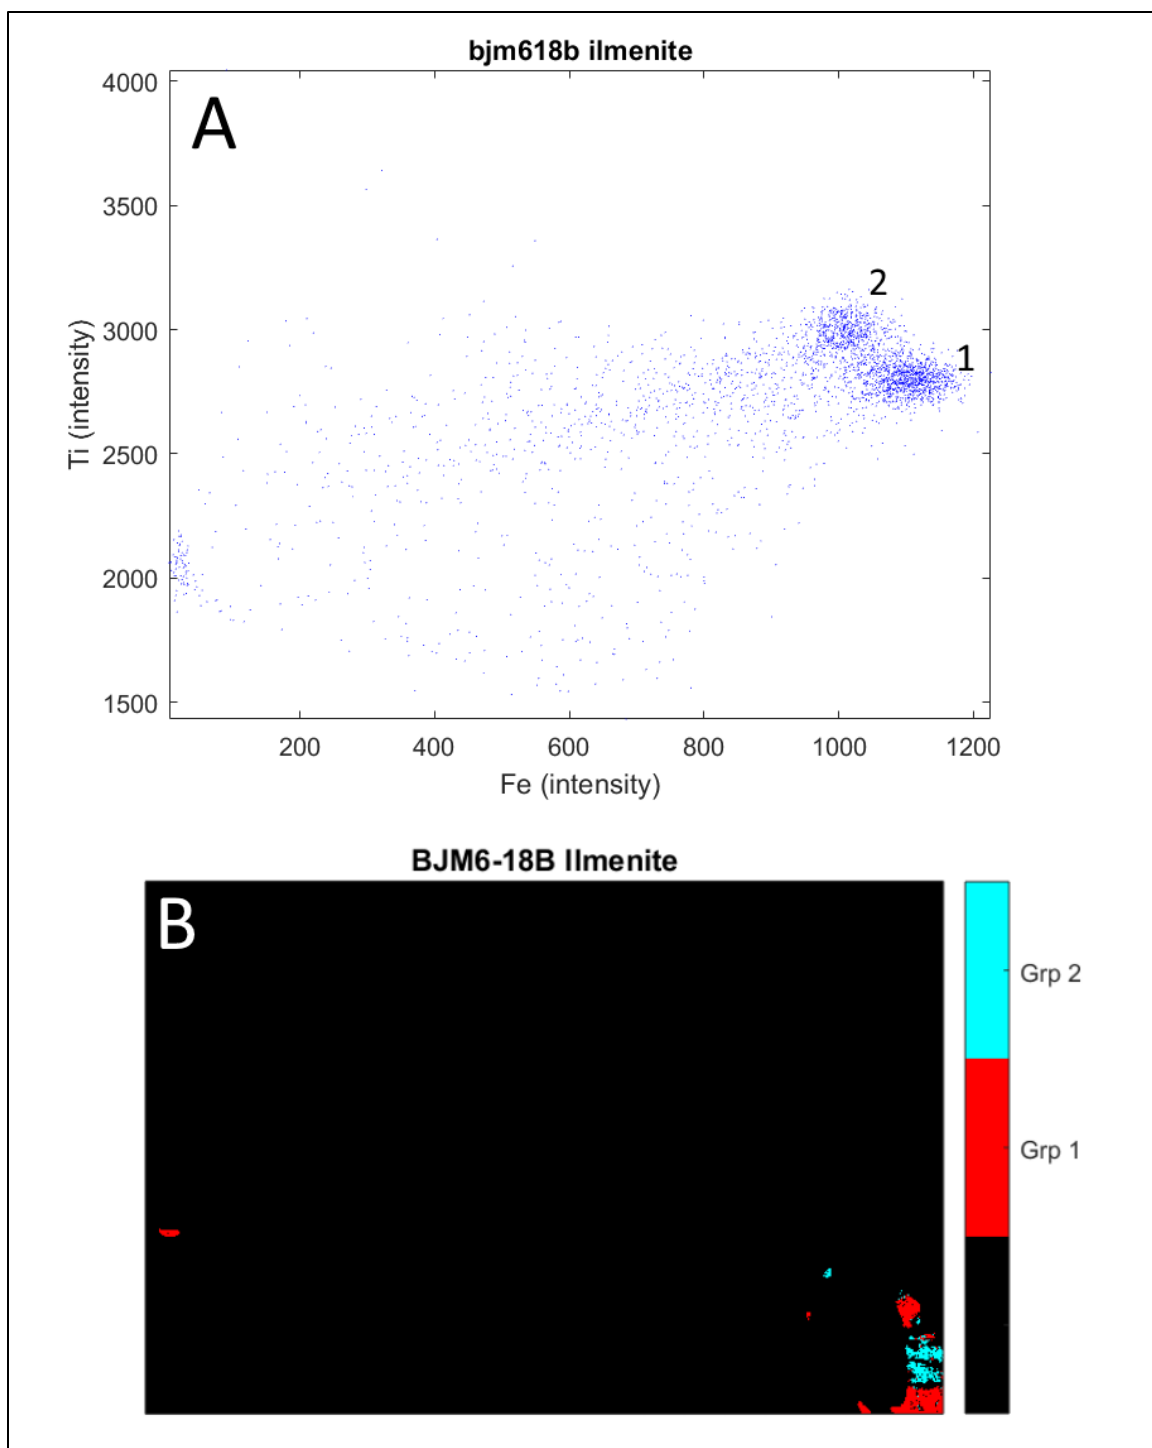 bjm618b ilmenite
A
4000
3500
3000
2500
2000
1500
Ti (intensity)
2
1
200 400 600 800 1000 1200
Fe (intensity)
BJM6-18B Ilmenite
B
Grp 2
Grp 1